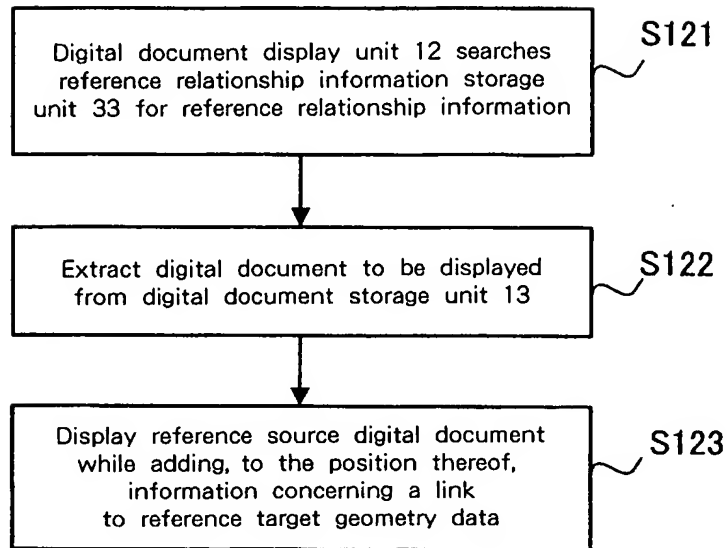 Digital document display unit 12 searches
reference relationship information storage
unit 33 for reference relationship information
S121
Extract digital document to be displayed
from digital document storage unit 13
S122
Display reference source digital document
while adding, to the position thereof,
information concerning a link
to reference target geometry data
S123